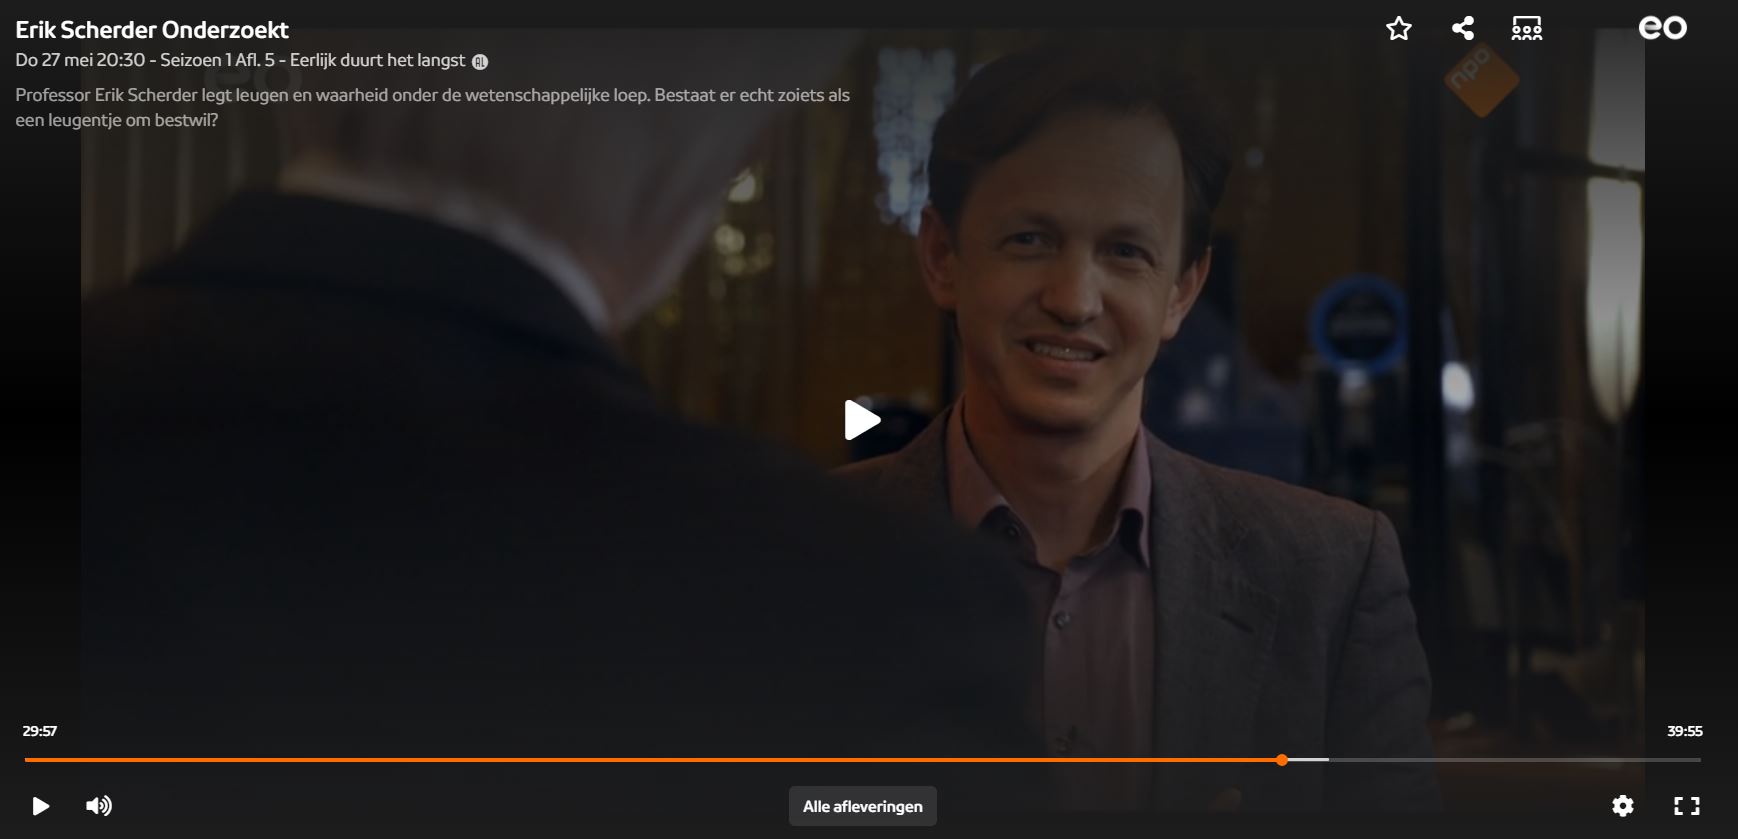 Erik Scherder Onderzoekt
eo
Do 27 mei 20:30 - Seizoen 1 Afl. 5 - Eerlijk duurt het langst AL
npo
Professor Erik Scherder legt leugen en waarheid onder de wetenschappelijke loep. Bestaat er echt zoiets als
een leugentje om bestwil?
29:57
39:55
Alle afleveringen